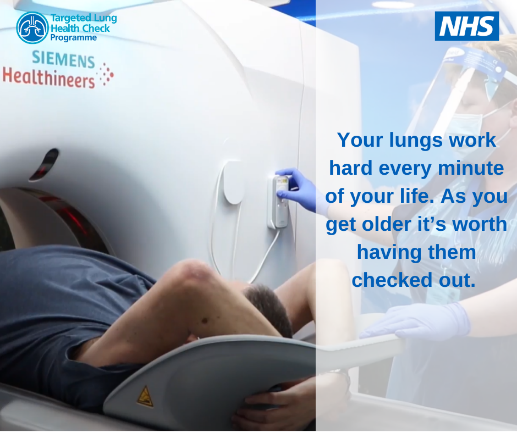 Targeted Lung
Health Check
Programme
NHS
SIEMENS
Healthineers
Your lungs work
hard every minute
of your life. As you
get older it's worth
having them
checked out.